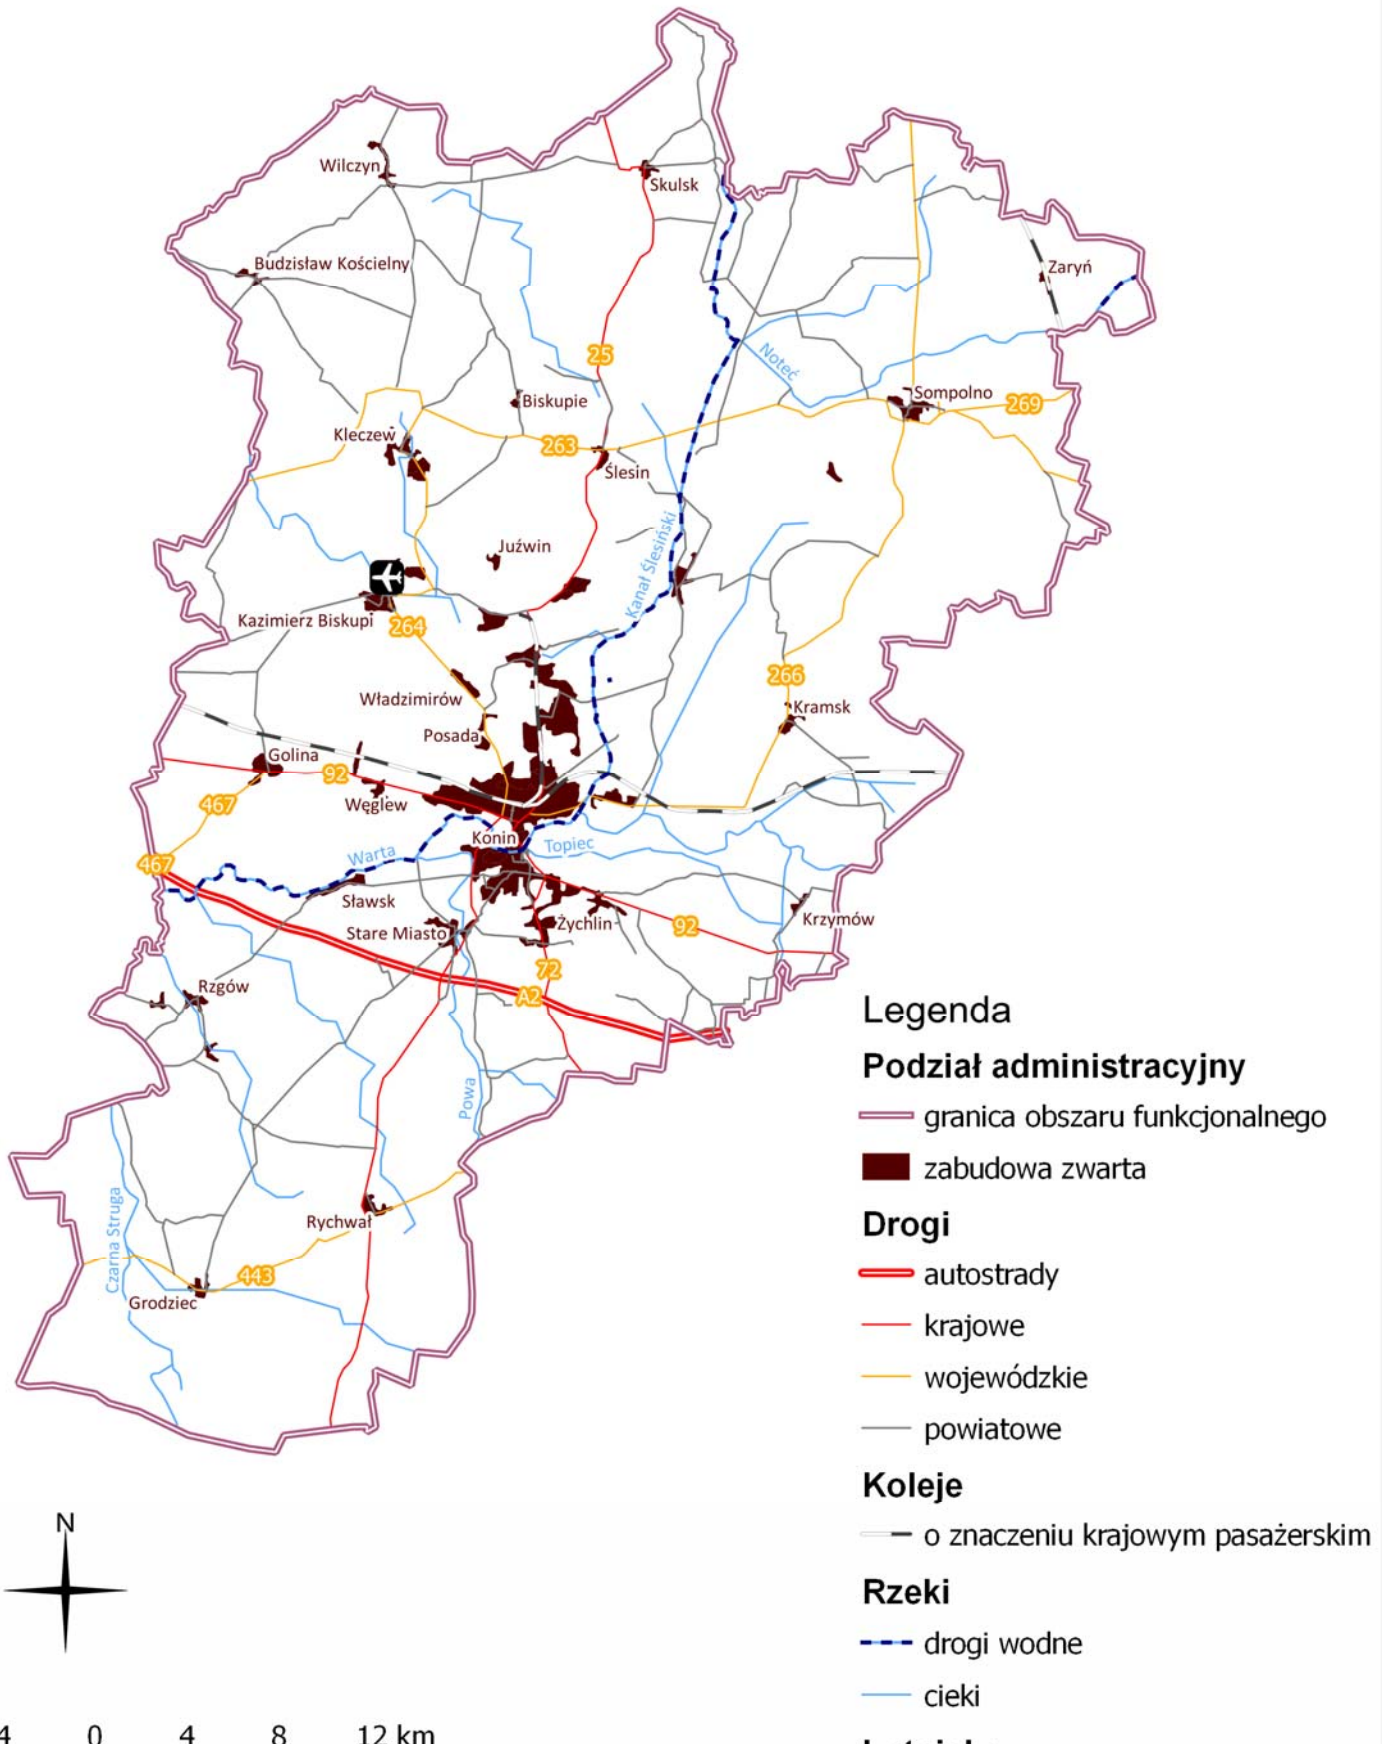 Wilczyn
Skulsk
Budzisław Kościelny
Zaryń
25
Noteć
Biskupie
Sompolno
269
Kleczew
263
Ślesin
Kanał Ślesiński
Juźwin
Kazimierz Biskupi
264
266
Władzimirów
Kramsk
Posada
Golina
92
467
Węglew
Konin
Topiec
Warta
467
Sławsk
Stare Miasto
Żychlin
92
Krzymów
72
A2
Rzgów
Powa
Czarna Struga
Rychwał
443
Grodziec
Legenda
Podział administracyjny
granica obszaru funkcjonalnego
zabudowa zwarta
Drogi
autostrady
krajowe
wojewódzkie
powiatowe
Koleje
o znaczeniu krajowym pasażerskim
Rzeki
drogi wodne
cieki
N
4 0 4 8 12 km